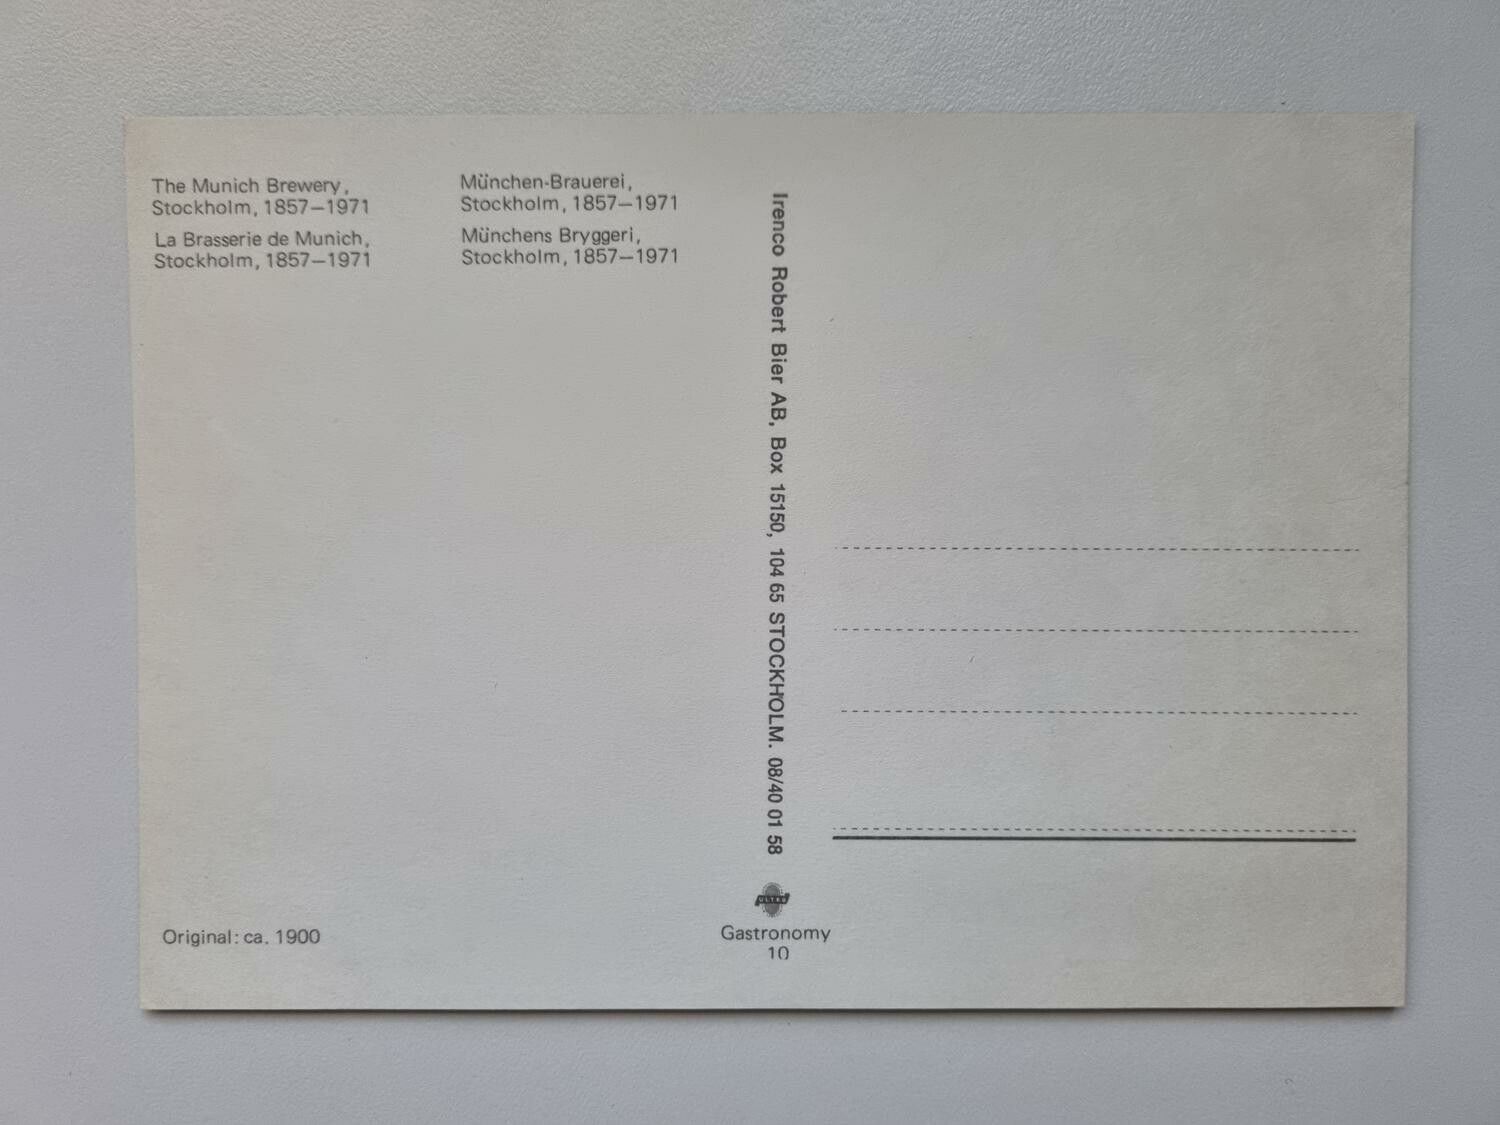 The Munich Brewery,
Stockholm, 1857–1971
La Brasserie de Munich,
Stockholm, 1857–1971
München-Brauerei,
Stockholm, 1857–1971
Münchens Bryggeri,
Stockholm, 1857–1971
Irenco Robert Bier AB, Box 15150, 104 65 STOCKHOLM. 08/40 01 58
Gastronomy
10
Original: ca. 1900